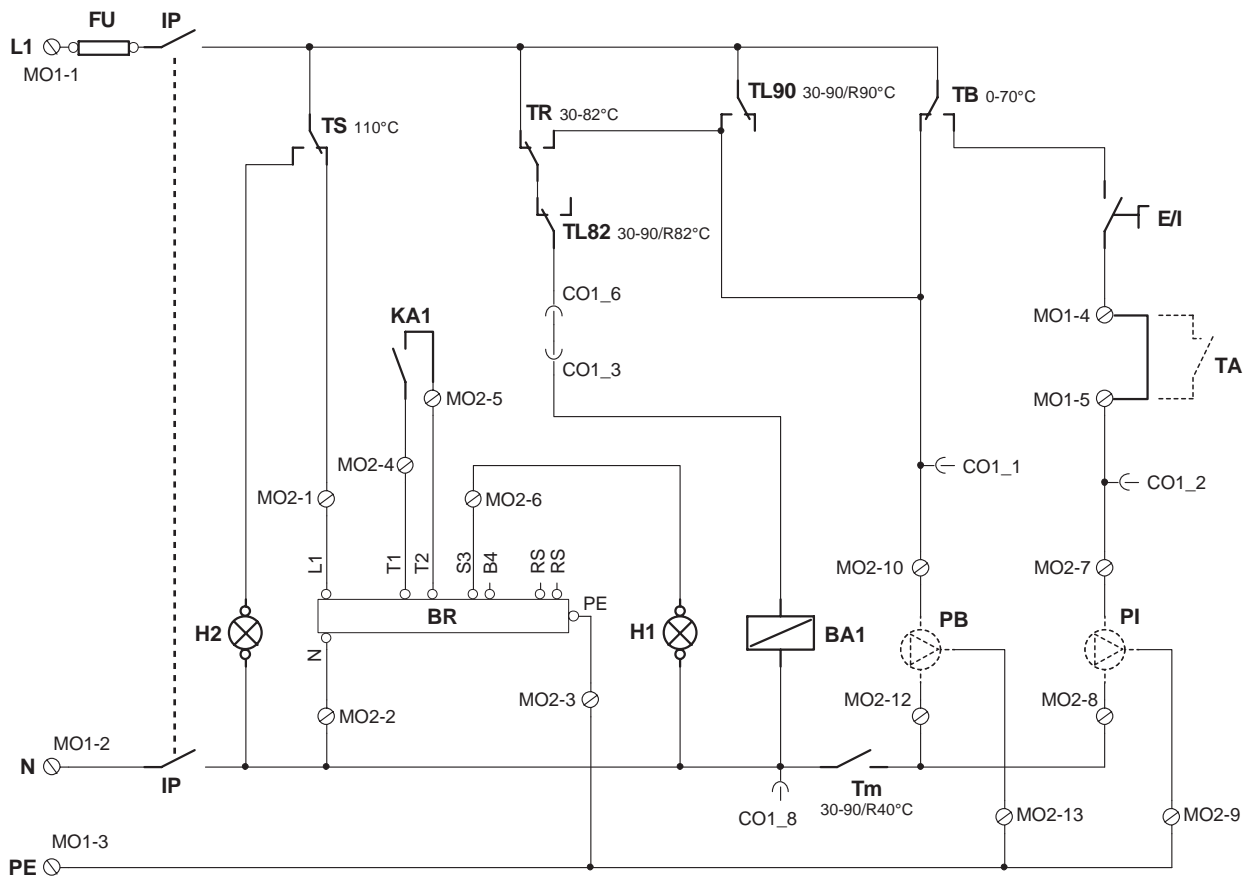 FU
IP
L1
MO1-1
TL90 30-90/R90°C
TB 0-70°C
TR 30-82°C
TS 110°C
TL82 30-90/R82°C
E/I
CO1_6
KA1
MO1-4
CO1_3
TA
MO2-5
MO1-5
MO2-4
CO1_1
MO2-6
CO1_2
MO2-1
L1
T1
T2
S3
B4
RS
RS
MO2-10
MO2-7
PE
BR
H2
H1
BA1
PB
PI
N
MO2-3
MO2-12
MO2-8
MO2-2
MO1-2
N
IP
Tm
30-90/R40°C
CO1_8
MO2-13
MO2-9
MO1-3
PE